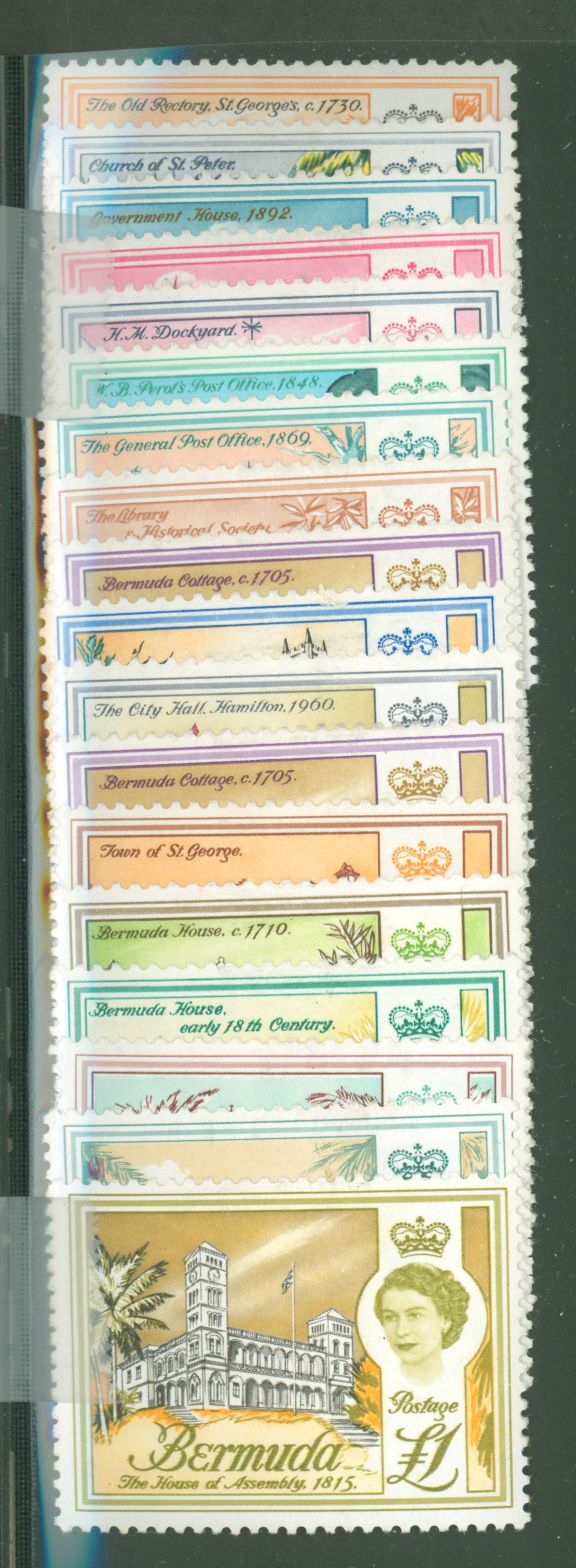 The Old Rectory, St. George's, c.1730.
Church of St. Peter.
Government House, 1892.
H.M. Dockyard.
Perot's Post Office, 1848.
The General Post Office, 1869.
The Library
& Historical Society,
Bermuda Cottage, c.1705.
The City Hall, Hamilton, 1960.
Bermuda Cottage, c.1705.
Town of St. George.
Bermuda House, c.1710.
Bermuda House,
early 18th Century.
Postage
£1
Bermuda
The House of Assembly, 1815.